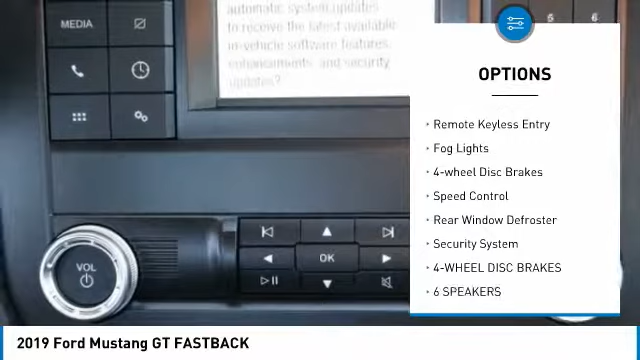 MEDIA
automatic system updates
to receive the latest available
in-vehicle software features,
enhancements, and security
updates?
5 6
OPTIONS
Remote Keyless Entry
Fog Lights
4-wheel Disc Brakes
Speed Control
Rear Window Defroster
Security System
4-WHEEL DISC BRAKES
6 SPEAKERS
VOL
OK
2019 Ford Mustang GT FASTBACK